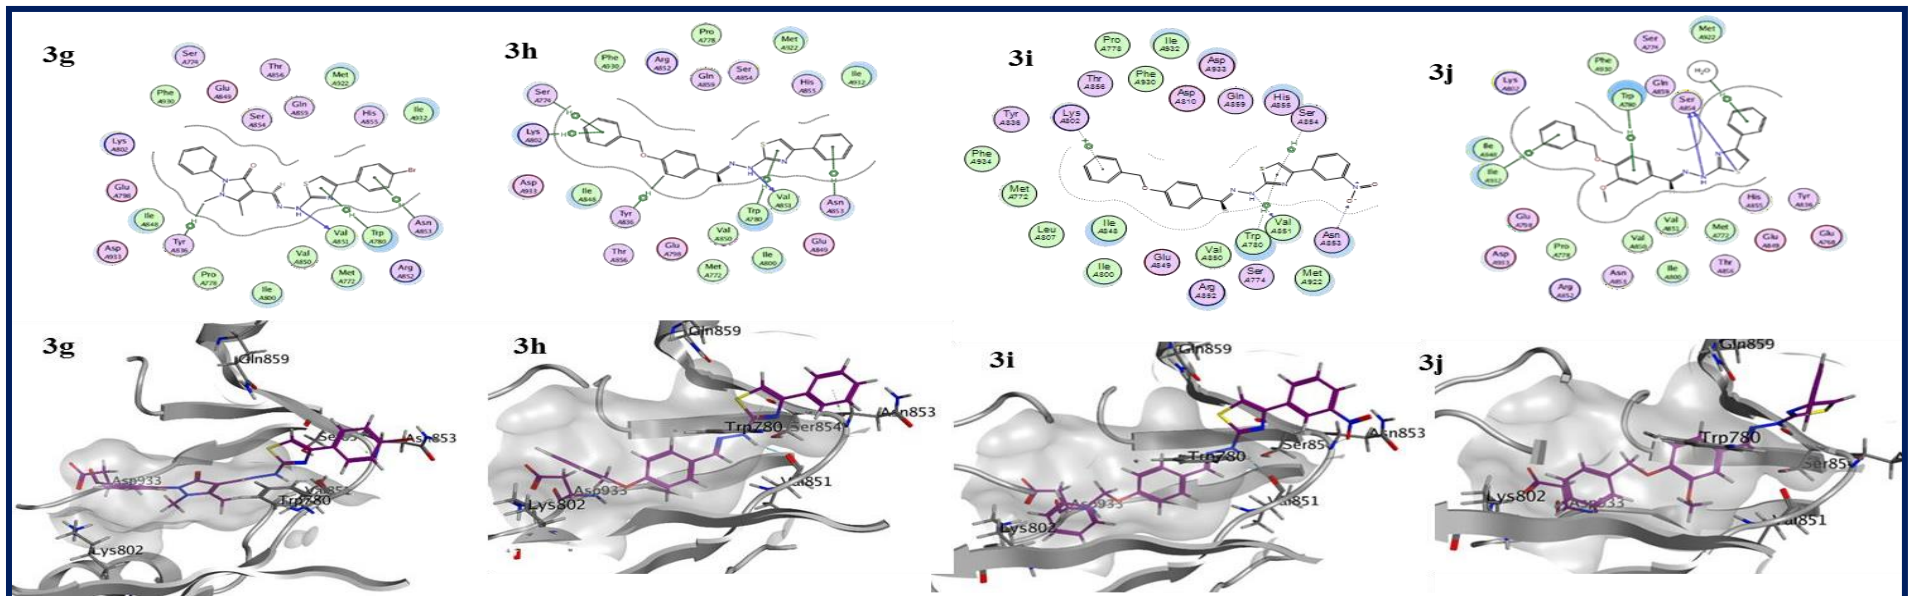 3g
Ser
A774
Thr
A856
Met
A922
Phe
A930
Glu
A849
Ser
A854
Gln
A859
His
A855
Ile
A932
Lys
A802
Glu
A798
Ile
A848
Asp
A933
Tyr
A836
Pro
A778
Ile
A800
Val
A850
Met
A772
Val
A851
Trp
A780
Asn
A853
Arg
A852
O
N
N
N
N
H
N
S
Br
3h
Pro
A778
Met
A922
Phe
A930
Arg
A852
Gln
A859
Ser
A854
His
A855
Ile
A932
Ser
A774
Lys
A802
Asp
A933
Ile
A848
Tyr
A836
Thr
A856
Glu
A798
Val
A850
Met
A772
Trp
A780
Val
A851
Ile
A800
Asn
A853
Glu
A849
3i
Pro
A778
Ile
A932
Asp
A933
Thr
A856
Phe
A930
Asp
A810
Gln
A859
His
A855
Ser
A854
Tyr
A836
Lys
A802
Phe
A934
Met
A772
Leu
A807
Ile
A848
Ile
A800
Glu
A849
Val
A850
Trp
A780
Val
A851
Asn
A853
Arg
A852
Ser
A774
Met
A922
3j
Ser
A774
Met
A922
Phe
A930
Lys
A802
Trp
A780
Gln
A859
Ser
A854
H₂O
Ile
A848
Ile
A932
Glu
A798
Asp
A933
Pro
A778
Arg
A852
Val
A850
Asn
A853
Val
A851
Ile
A800
Met
A772
Thr
A856
His
A855
Tyr
A836
Glu
A849
3g
Gln859
Asn853
Asp933
Val851
Trp780
Lys802
3h
Gln859
Asn853
Trp780
Ser854
Asp933
Lys802
3i
Gln859
Asn853
Trp780
Asp933
Lys802
3j
Gln859
Trp780
Lys802
Asp933